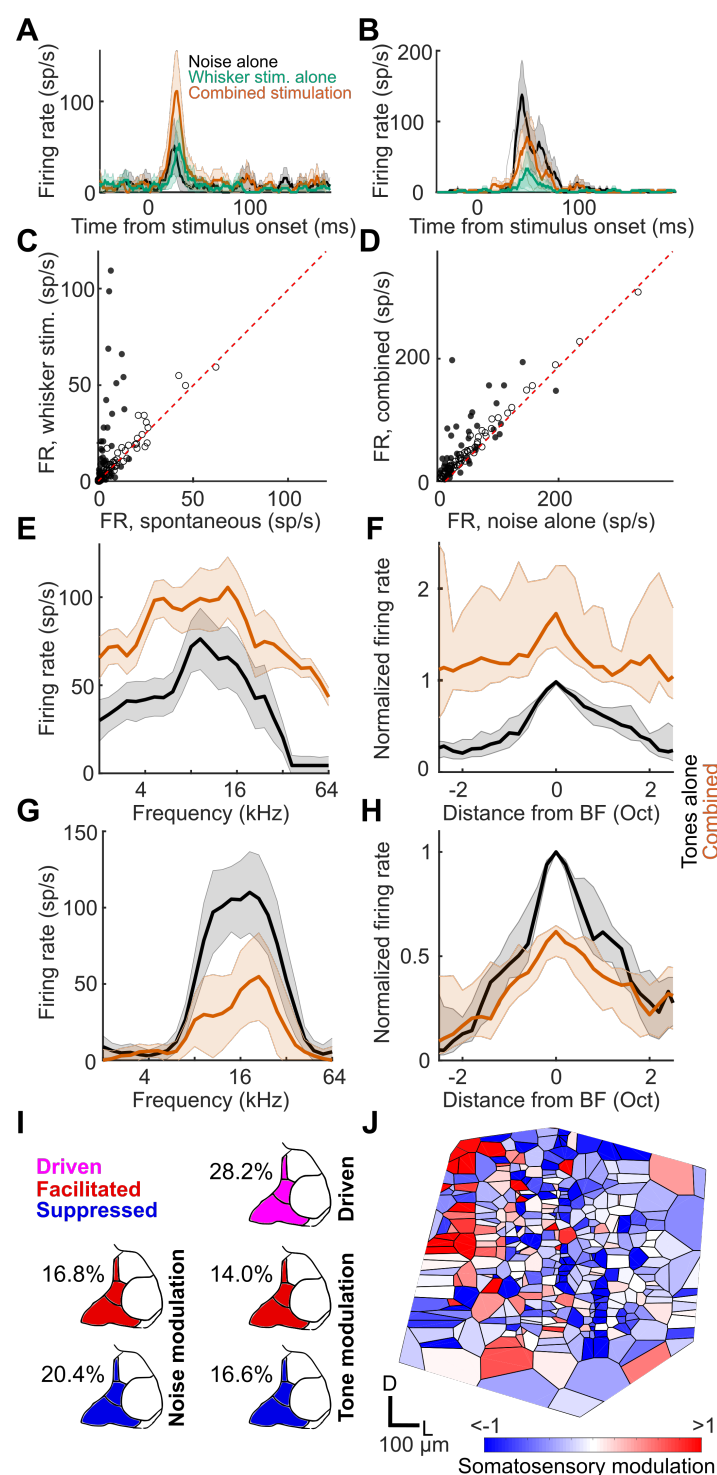 A
Firing rate (sp/s)
100
0
Noise alone
Whisker stim. alone
Combined stimulation
0
100
Time from stimulus onset (ms)
B
Firing rate (sp/s)
200
100
0
0
100
Time from stimulus onset (ms)
C
FR, whisker stim. (sp/s)
100
50
0
0
50
100
FR, spontaneous (sp/s)
D
FR, combined (sp/s)
200
0
0
200
FR, noise alone (sp/s)
E
Firing rate (sp/s)
100
50
0
4
16
64
Frequency (kHz)
F
Normalized firing rate
2
1
0
-2
0
2
Distance from BF (Oct)
Tones alone
Combined
G
Firing rate (sp/s)
150
100
50
0
4
16
64
Frequency (kHz)
H
Normalized firing rate
1
0.5
0
-2
0
2
Distance from BF (Oct)
I
Driven
Facilitated
Suppressed
28.2%
Driven
16.8%
14.0%
20.4%
16.6%
Noise modulation
Tone modulation
J
D
L
100 μm
<-1
>1
Somatosensory modulation